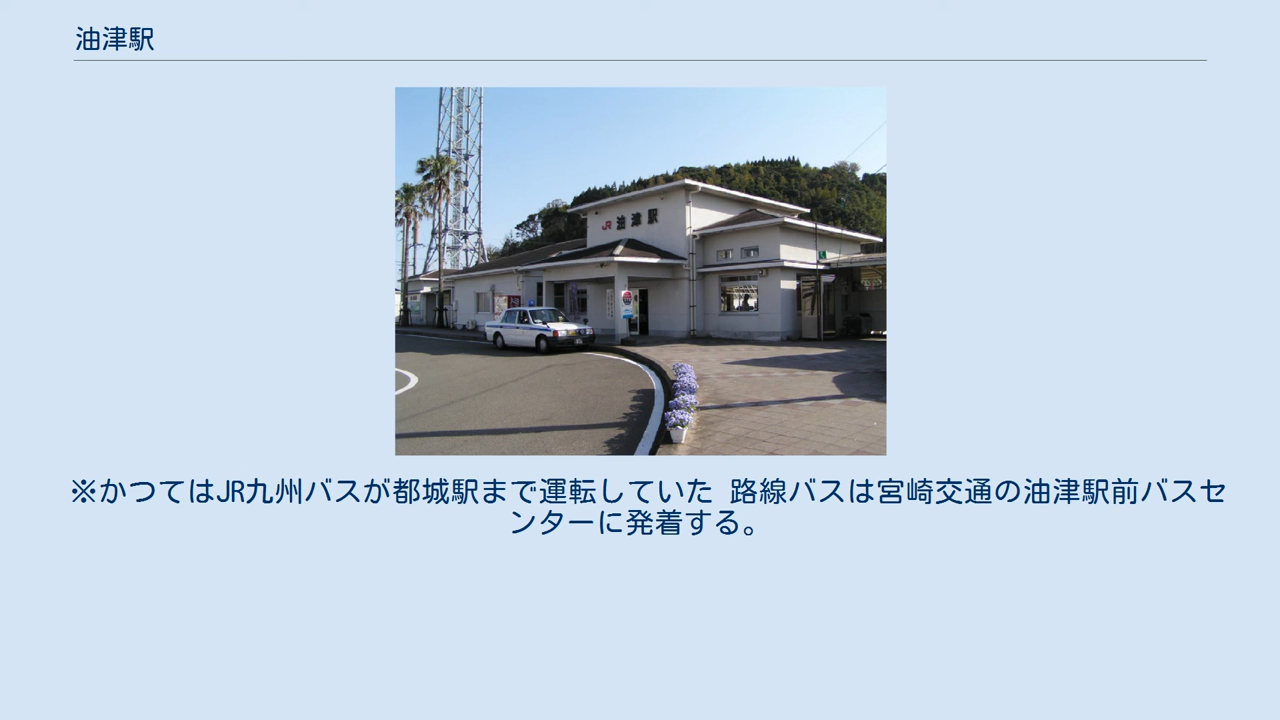 油津駅
JR 油津駅
※かつてはJR九州バスが都城駅まで運転していた 路線バスは宮崎交通の油津駅前バスセ
ンターに発着する。